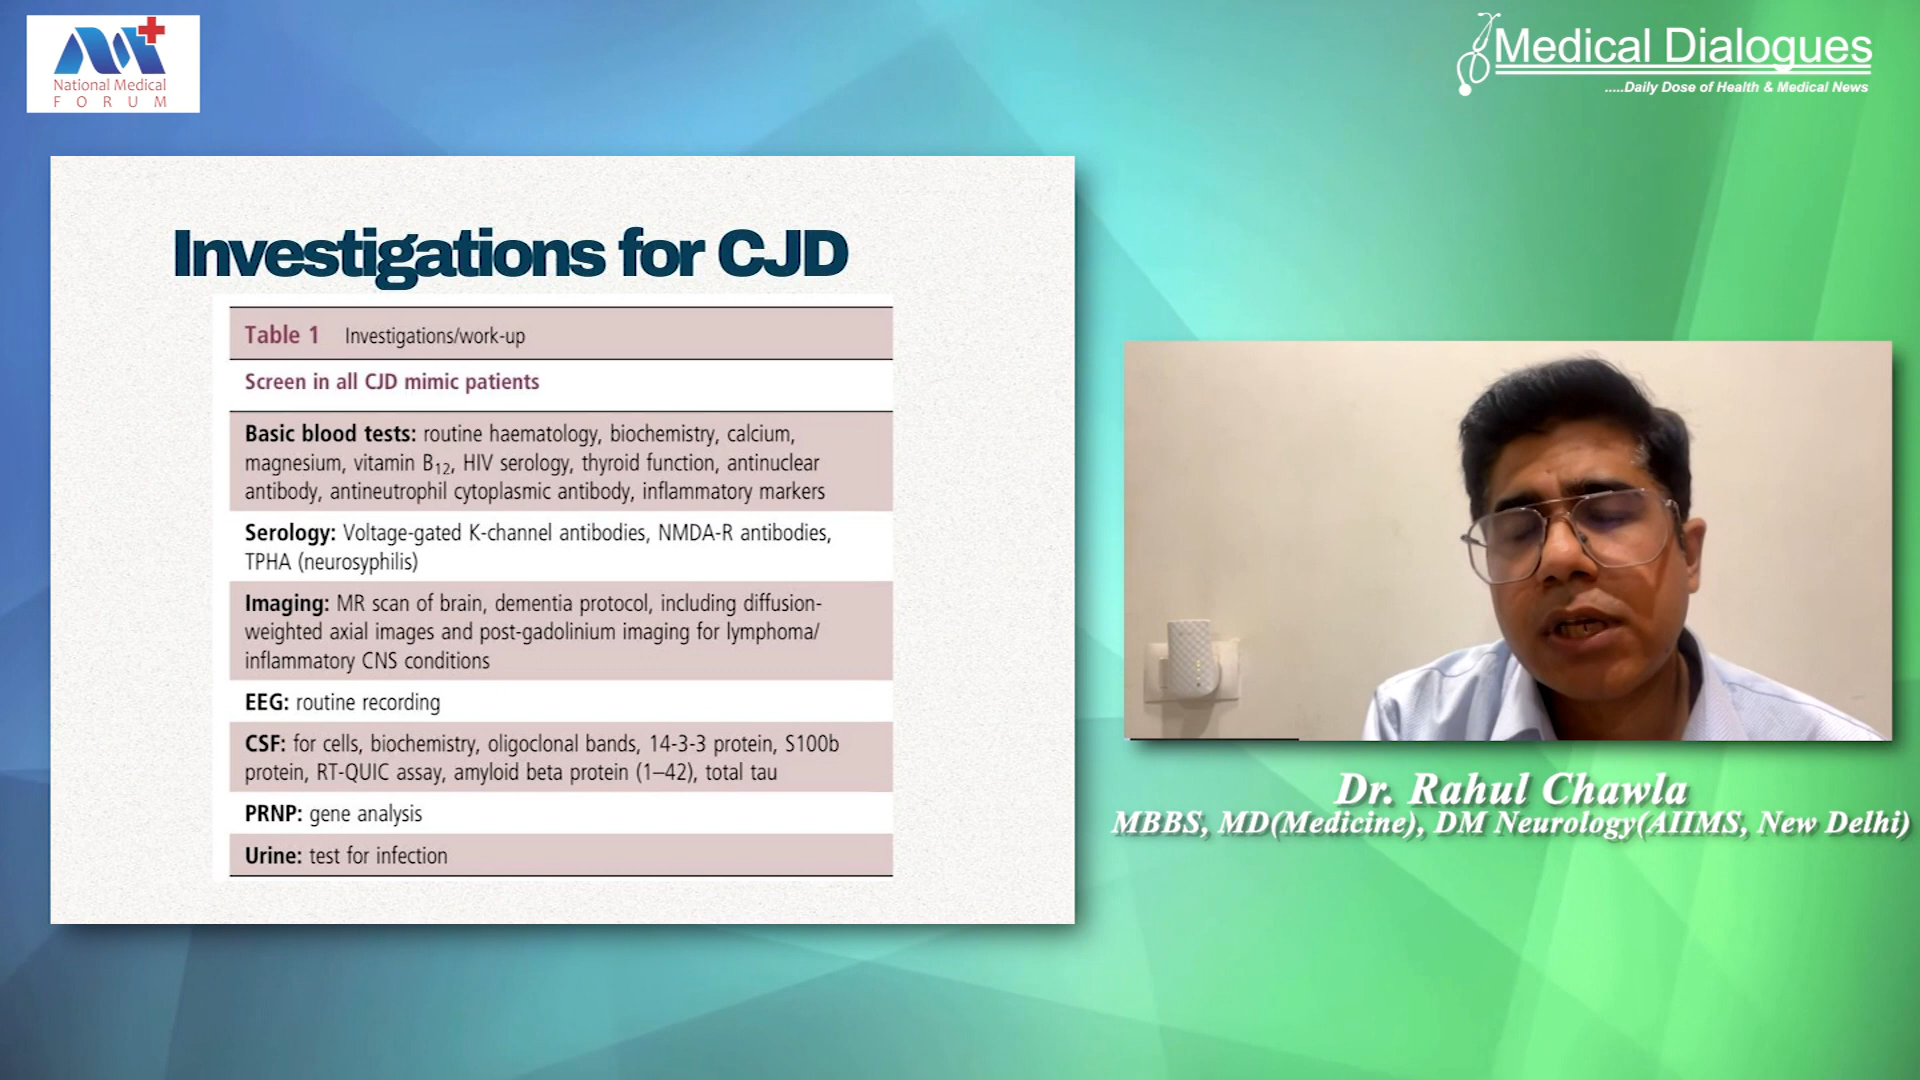 National Medical
FORUM
Medical Dialogues
.....Daily Dose of Health & Medical News
Investigations for CJD
Table 1 Investigations/work-up
Screen in all CJD mimic patients
Basic blood tests: routine haematology, biochemistry, calcium,
magnesium, vitamin B₁₂, HIV serology, thyroid function, antinuclear
antibody, antineutrophil cytoplasmic antibody, inflammatory markers
Serology: Voltage-gated K-channel antibodies, NMDA-R antibodies,
TPHA (neurosyphilis)
Imaging: MR scan of brain, dementia protocol, including diffusion-
weighted axial images and post-gadolinium imaging for lymphoma/
inflammatory CNS conditions
EEG: routine recording
CSF: for cells, biochemistry, oligoclonal bands, 14-3-3 protein, S100b
protein, RT-QUIC assay, amyloid beta protein (1–42), total tau
PRNP: gene analysis
Urine: test for infection
Dr. Rahul Chawla
MBBS, MD(Medicine), DM Neurology(AIIMS, New Delhi)